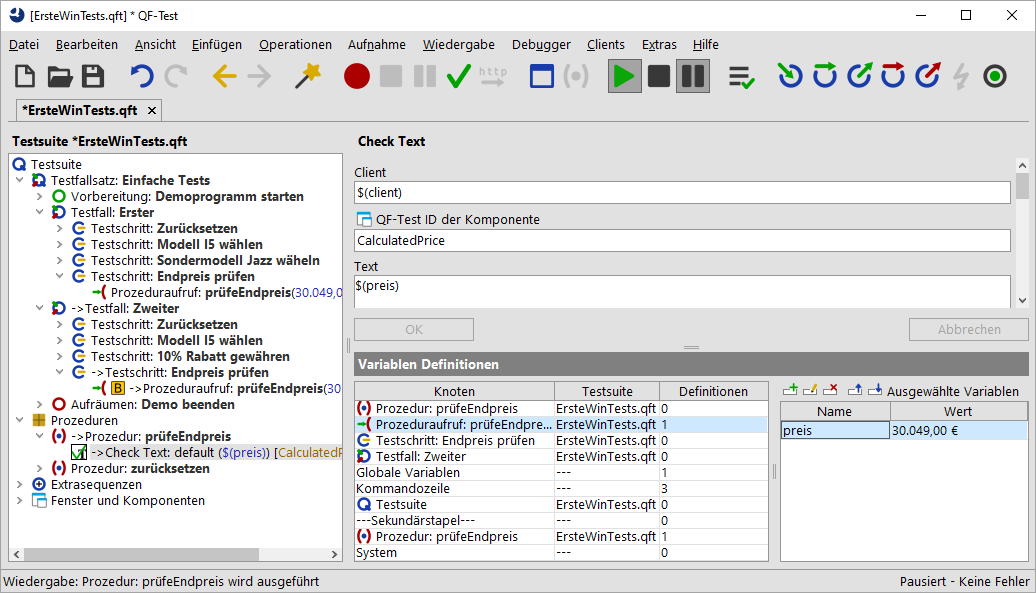 [ErsteWinTests.qft] * QF-Test
Datei Bearbeiten Ansicht Einfügen Operationen Aufnahme Wiedergabe Debugger Clients Extras Hilfe
http
*ErsteWinTests.qft
Testsuite *ErsteWinTests.qft
Testsuite
Testfallsatz: Einfache Tests
Vorbereitung: Demoprogramm starten
Testfall: Erster
Testschritt: Zurücksetzen
Testschritt: Modell I5 wählen
Testschritt: Sondermodell Jazz wäheln
Testschritt: Endpreis prüfen
Prozeduraufruf: prüfeEndpreis(30.049,0
->Testfall: Zweiter
Testschritt: Zurücksetzen
Testschritt: Modell I5 wählen
Testschritt: 10% Rabatt gewähren
->Testschritt: Endpreis prüfen
B ->Prozeduraufruf: prüfeEndpreis(30
Aufräumen: Demo beenden
Prozeduren
->Prozedur: prüfeEndpreis
->Check Text: default ($(preis)) [CalculatedP
Prozedur: zurücksetzen
Extrasequenzen
Fenster und Komponenten
Check Text
Client
$(client)
QF-Test ID der Komponente
CalculatedPrice
Text
$(preis)
OK Abbrechen
Variablen Definitionen
Knoten Testsuite Definitionen
Prozedur: prüfeEndpreis ErsteWinTests.qft 0
Prozeduraufruf: prüfeEndpre... ErsteWinTests.qft 1
Testschritt: Endpreis prüfen ErsteWinTests.qft 0
Testfall: Zweiter ErsteWinTests.qft 0
Globale Variablen --- 1
Kommandozeile --- 3
Testsuite ErsteWinTests.qft 0
---Sekundärstapel--- --- 0
Prozedur: prüfeEndpreis ErsteWinTests.qft 1
System --- 0
Ausgewählte Variablen
Name Wert
preis 30.049,00 €
Wiedergabe: Prozedur: prüfeEndpreis wird ausgeführt
Pausiert - Keine Fehler